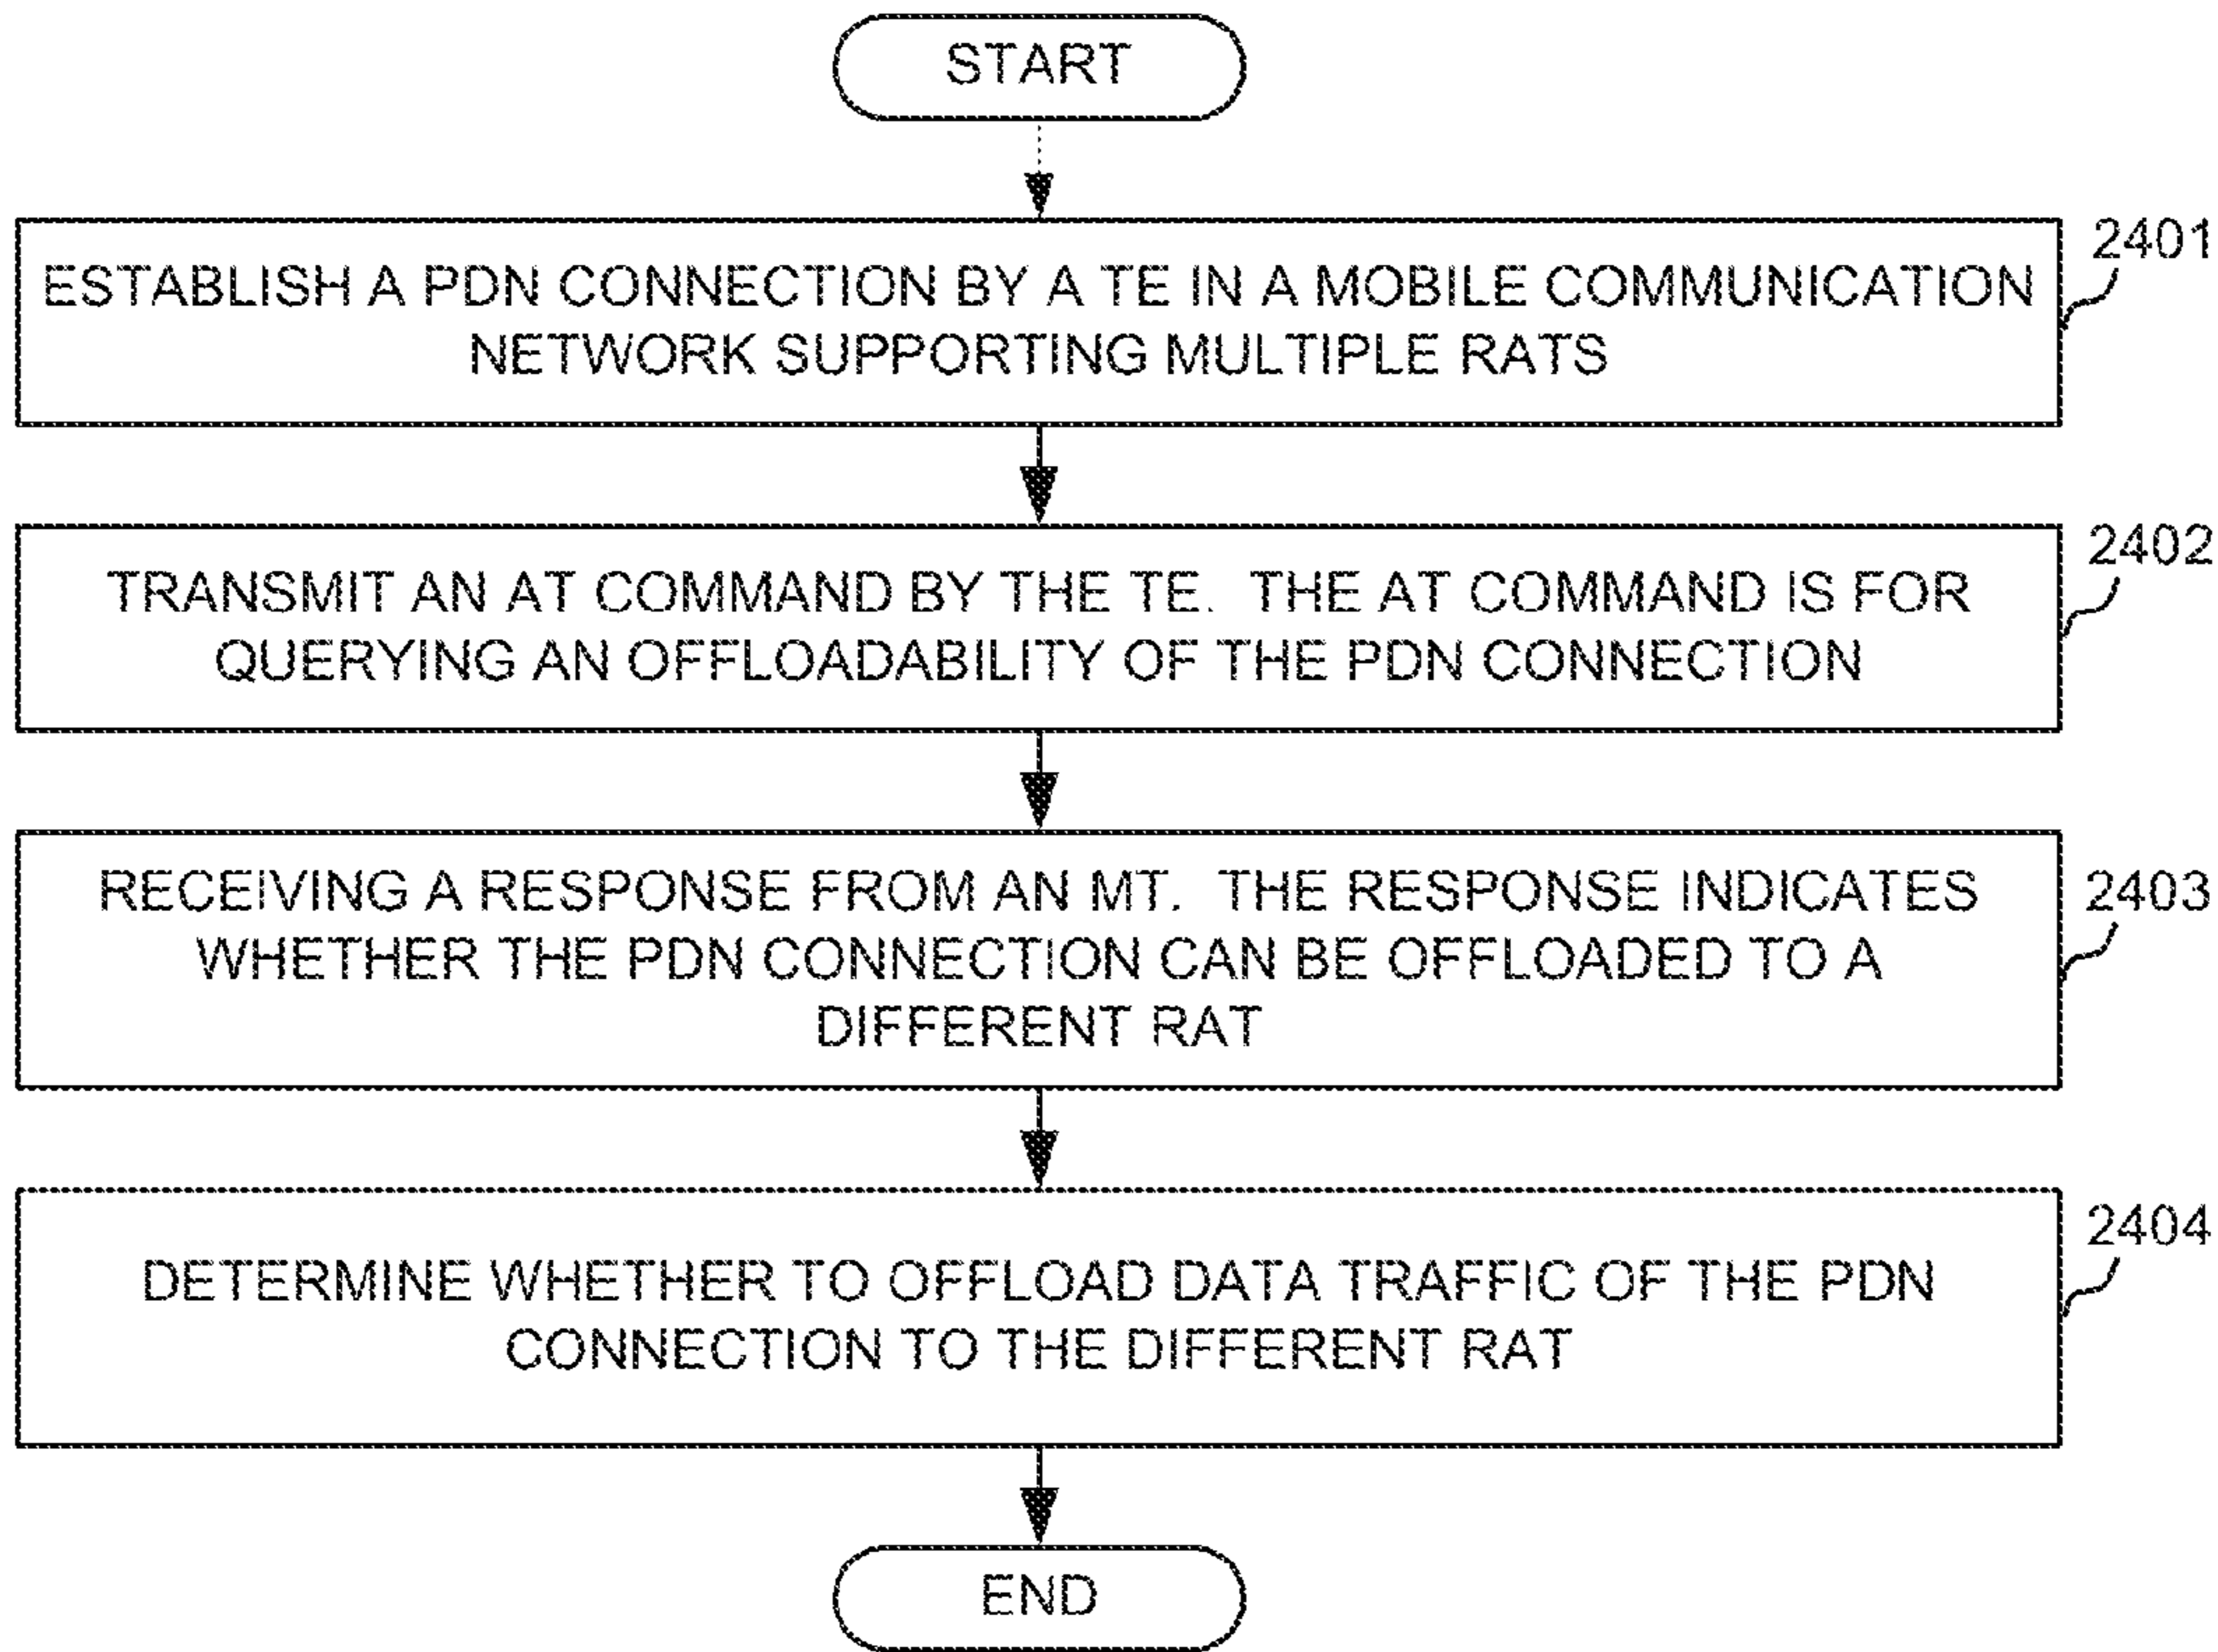 START
2401
ESTABLISH A PDN CONNECTION BY A TE IN A MOBILE COMMUNICATION
NETWORK SUPPORTING MULTIPLE RATS
2402
TRANSMIT AN AT COMMAND BY THE TE. THE AT COMMAND IS FOR
QUERYING AN OFFLOADABILITY OF THE PDN CONNECTION
2403
RECEIVING A RESPONSE FROM AN MT. THE RESPONSE INDICATES
WHETHER THE PDN CONNECTION CAN BE OFFLOADED TO A
DIFFERENT RAT
2404
DETERMINE WHETHER TO OFFLOAD DATA TRAFFIC OF THE PDN
CONNECTION TO THE DIFFERENT RAT
END